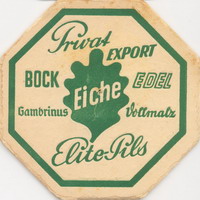 Privat
EXPORT
BOCK
EDEL
Eiche
Gambrinus
Vollmalz
Elite-Pils